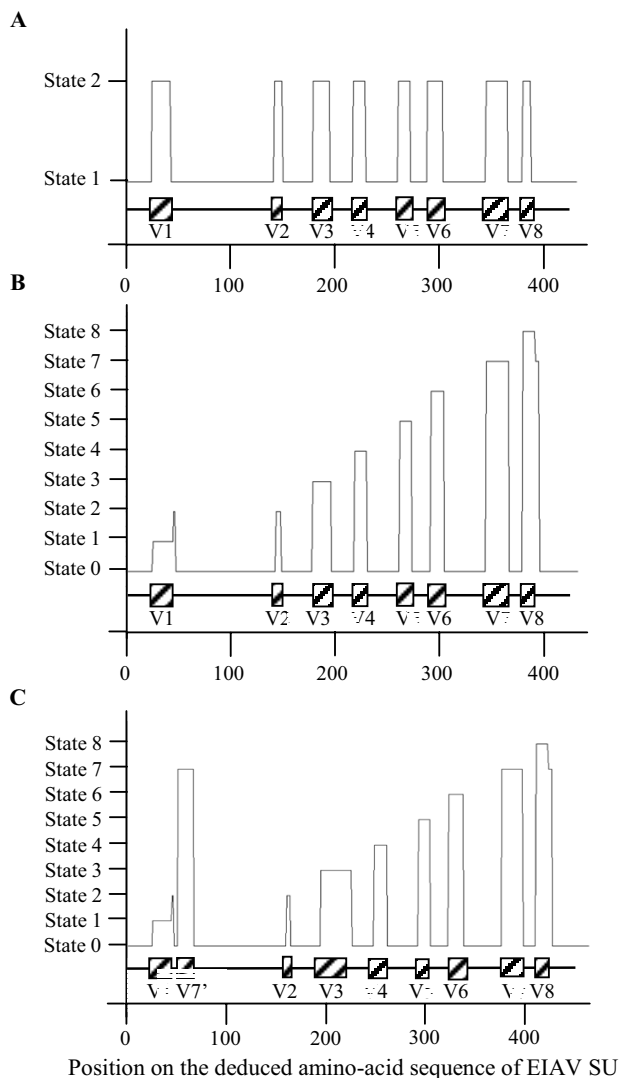 A
State 2
State 1
V1 V2 V3 V4 V6 V8
0 100 200 300 400
B
State 8
State 7
State 6
State 5
State 4
State 3
State 2
State 1
State 0
V1 V2 V3 V4 V6 V8
0 100 200 300 400
C
State 8
State 7
State 6
State 5
State 4
State 3
State 2
State 1
State 0
V7’ V2 V3 V6 V8
0 100 200 300 400
Position on the deduced amino-acid sequence of EIAV SU